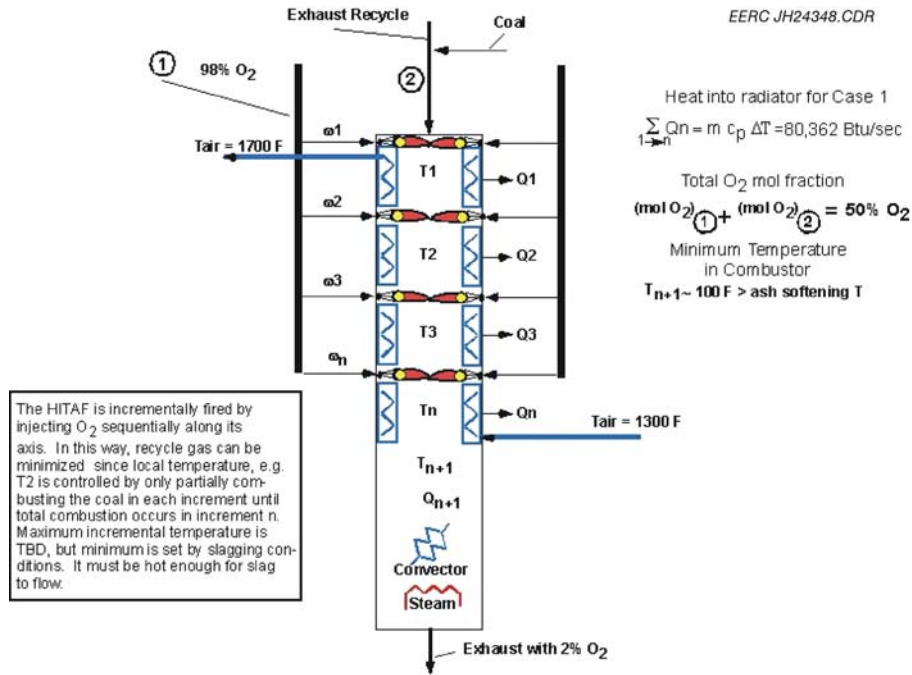 Exhaust Recycle
EERC JH24348.CDR
Coal
① 98% O₂
②
Heat into radiator for Case 1
∑ Qn = m cp ΔT = 80,362 Btu/sec
1→n
Tair = 1700 F
ω1
T1
Q1
Total O₂ mol fraction
(mol O₂)① + (mol O₂)② = 50% O₂
ω2
T2
Q2
Minimum Temperature
in Combustor
Tn+1 ~ 100 F > ash softening T
ω3
T3
Q3
ωn
Tn
Qn
Tair = 1300 F
The HITAF is incrementally fired by
injecting O₂ sequentially along its
axis. In this way, recycle gas can be
minimized since local temperature, e.g.
T2 is controlled by only partially com-
busting the coal in each increment until
total combustion occurs in increment n.
Maximum incremental temperature is
TBD, but minimum is set by slagging con-
ditions. It must be hot enough for slag
to flow.
Tn+1
Qn+1
Convector
Steam
Exhaust with 2% O₂